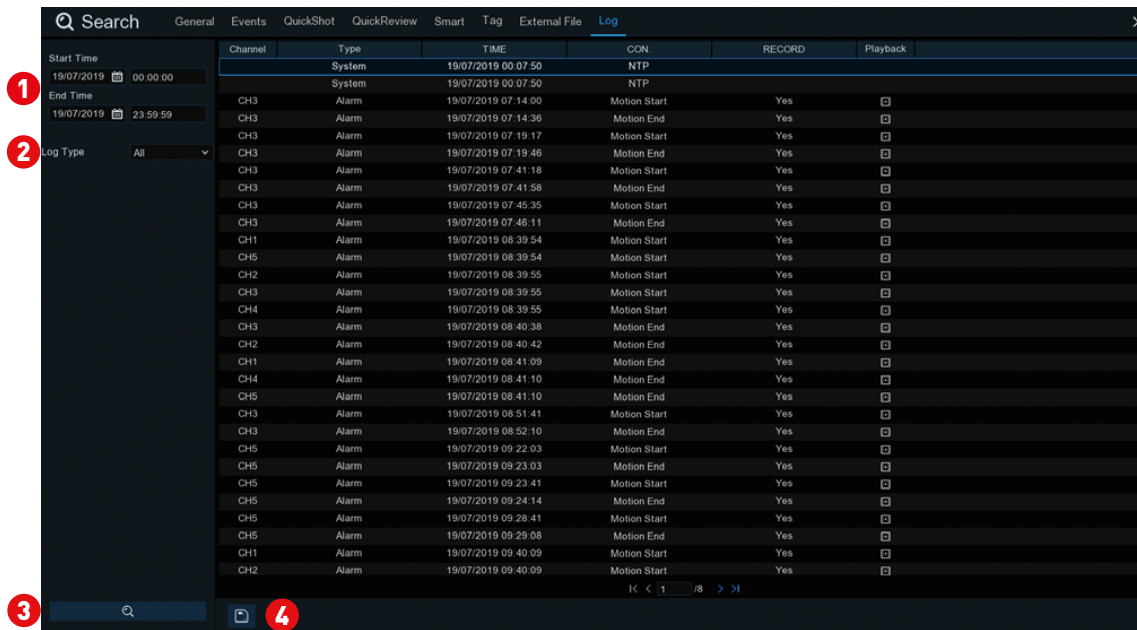 Search General Events QuickShot QuickReview Smart Tag External File Log
Start Time
1
19/07/2019 00:00:00
End Time
19/07/2019 23:59:59
2
Log Type All
3
Channel Type TIME CON. RECORD Playback
System 19/07/2019 00:07:50 NTP
System 19/07/2019 00:07:50 NTP
CH3 Alarm 19/07/2019 07:14:00 Motion Start Yes
CH3 Alarm 19/07/2019 07:14:36 Motion End Yes
CH3 Alarm 19/07/2019 07:19:17 Motion Start Yes
CH3 Alarm 19/07/2019 07:19:46 Motion End Yes
CH3 Alarm 19/07/2019 07:41:18 Motion Start Yes
CH3 Alarm 19/07/2019 07:41:58 Motion End Yes
CH3 Alarm 19/07/2019 07:45:35 Motion Start Yes
CH3 Alarm 19/07/2019 07:46:11 Motion End Yes
CH1 Alarm 19/07/2019 08:39:54 Motion Start Yes
CH5 Alarm 19/07/2019 08:39:54 Motion Start Yes
CH2 Alarm 19/07/2019 08:39:55 Motion Start Yes
CH3 Alarm 19/07/2019 08:39:55 Motion Start Yes
CH4 Alarm 19/07/2019 08:39:55 Motion Start Yes
CH3 Alarm 19/07/2019 08:40:38 Motion End Yes
CH2 Alarm 19/07/2019 08:40:42 Motion End Yes
CH1 Alarm 19/07/2019 08:41:09 Motion End Yes
CH4 Alarm 19/07/2019 08:41:10 Motion End Yes
CH5 Alarm 19/07/2019 08:41:10 Motion End Yes
CH3 Alarm 19/07/2019 08:51:41 Motion Start Yes
CH3 Alarm 19/07/2019 08:52:10 Motion End Yes
CH5 Alarm 19/07/2019 09:22:03 Motion Start Yes
CH5 Alarm 19/07/2019 09:23:03 Motion End Yes
CH5 Alarm 19/07/2019 09:23:41 Motion Start Yes
CH5 Alarm 19/07/2019 09:24:14 Motion End Yes
CH5 Alarm 19/07/2019 09:28:41 Motion Start Yes
CH5 Alarm 19/07/2019 09:29:08 Motion End Yes
CH1 Alarm 19/07/2019 09:40:09 Motion Start Yes
CH2 Alarm 19/07/2019 09:40:09 Motion Start Yes
1 /8
4